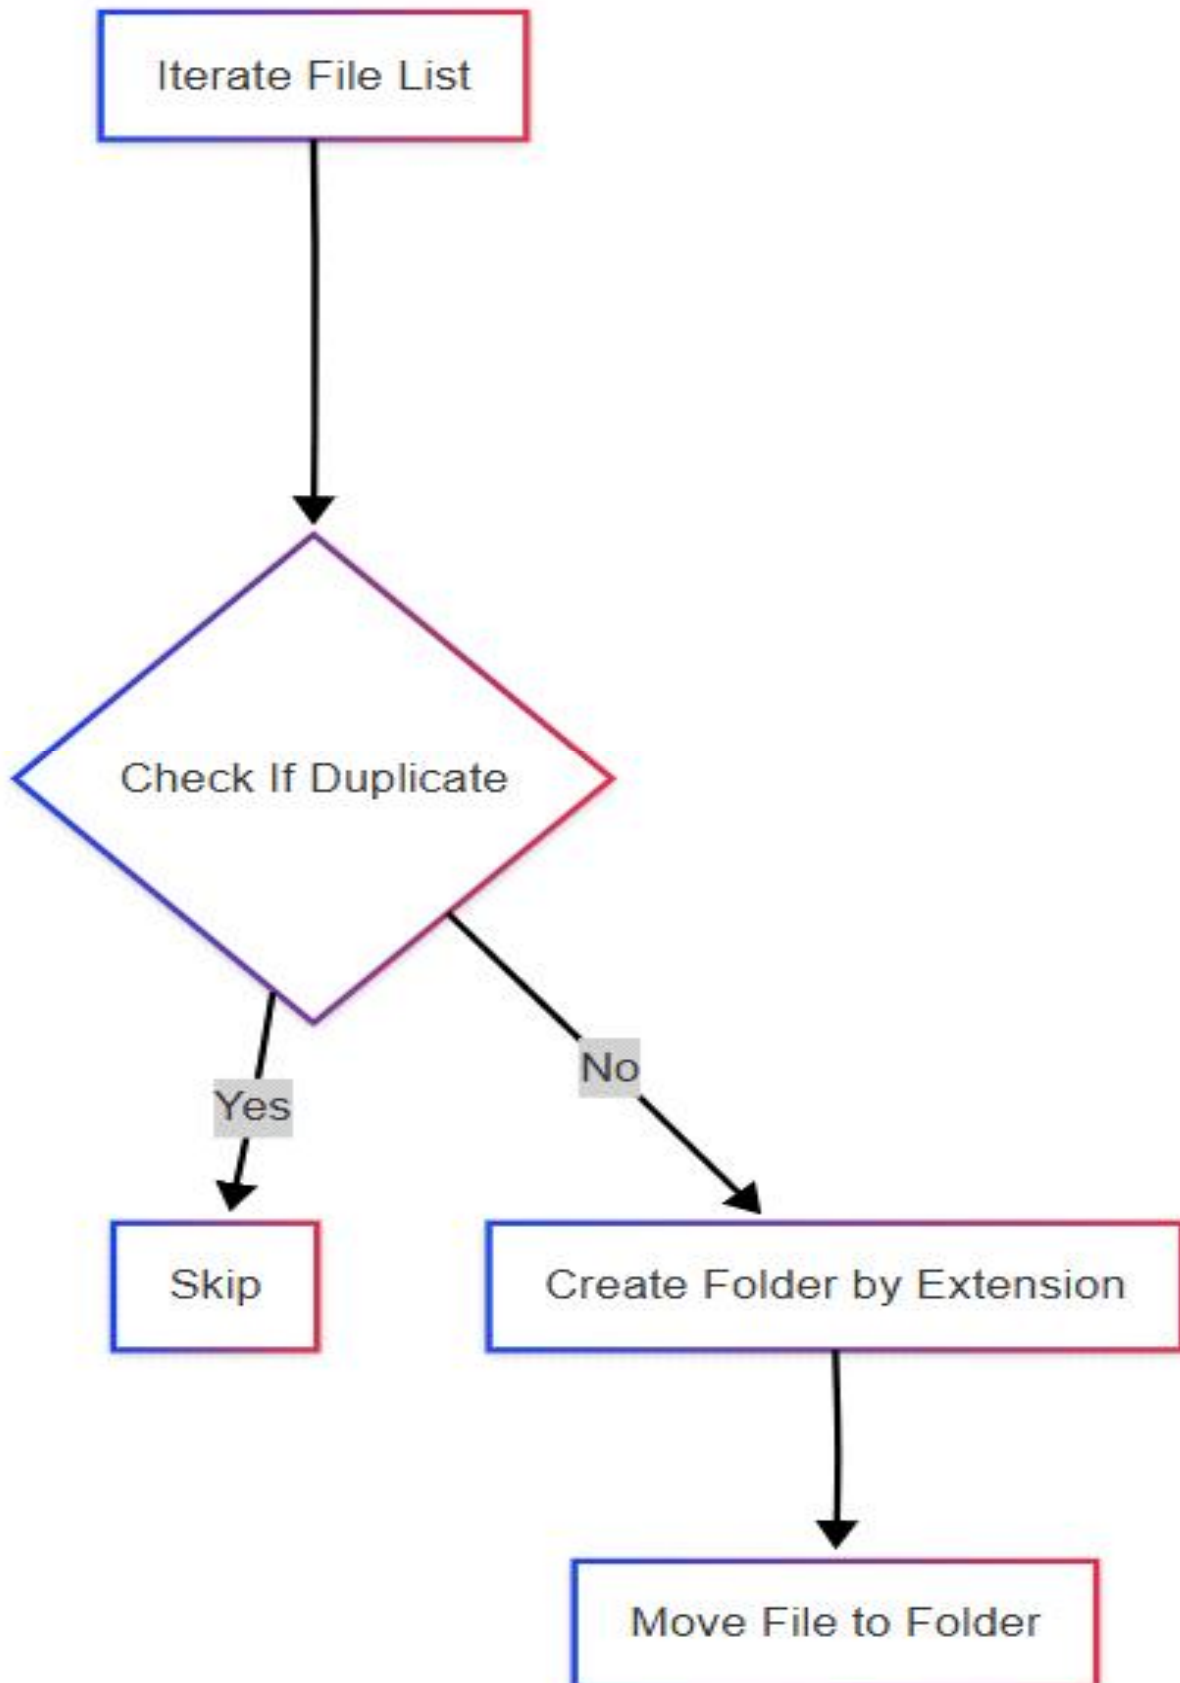 Iterate File List
Check If Duplicate
No
Yes
Skip
Create Folder by Extension
Move File to Folder